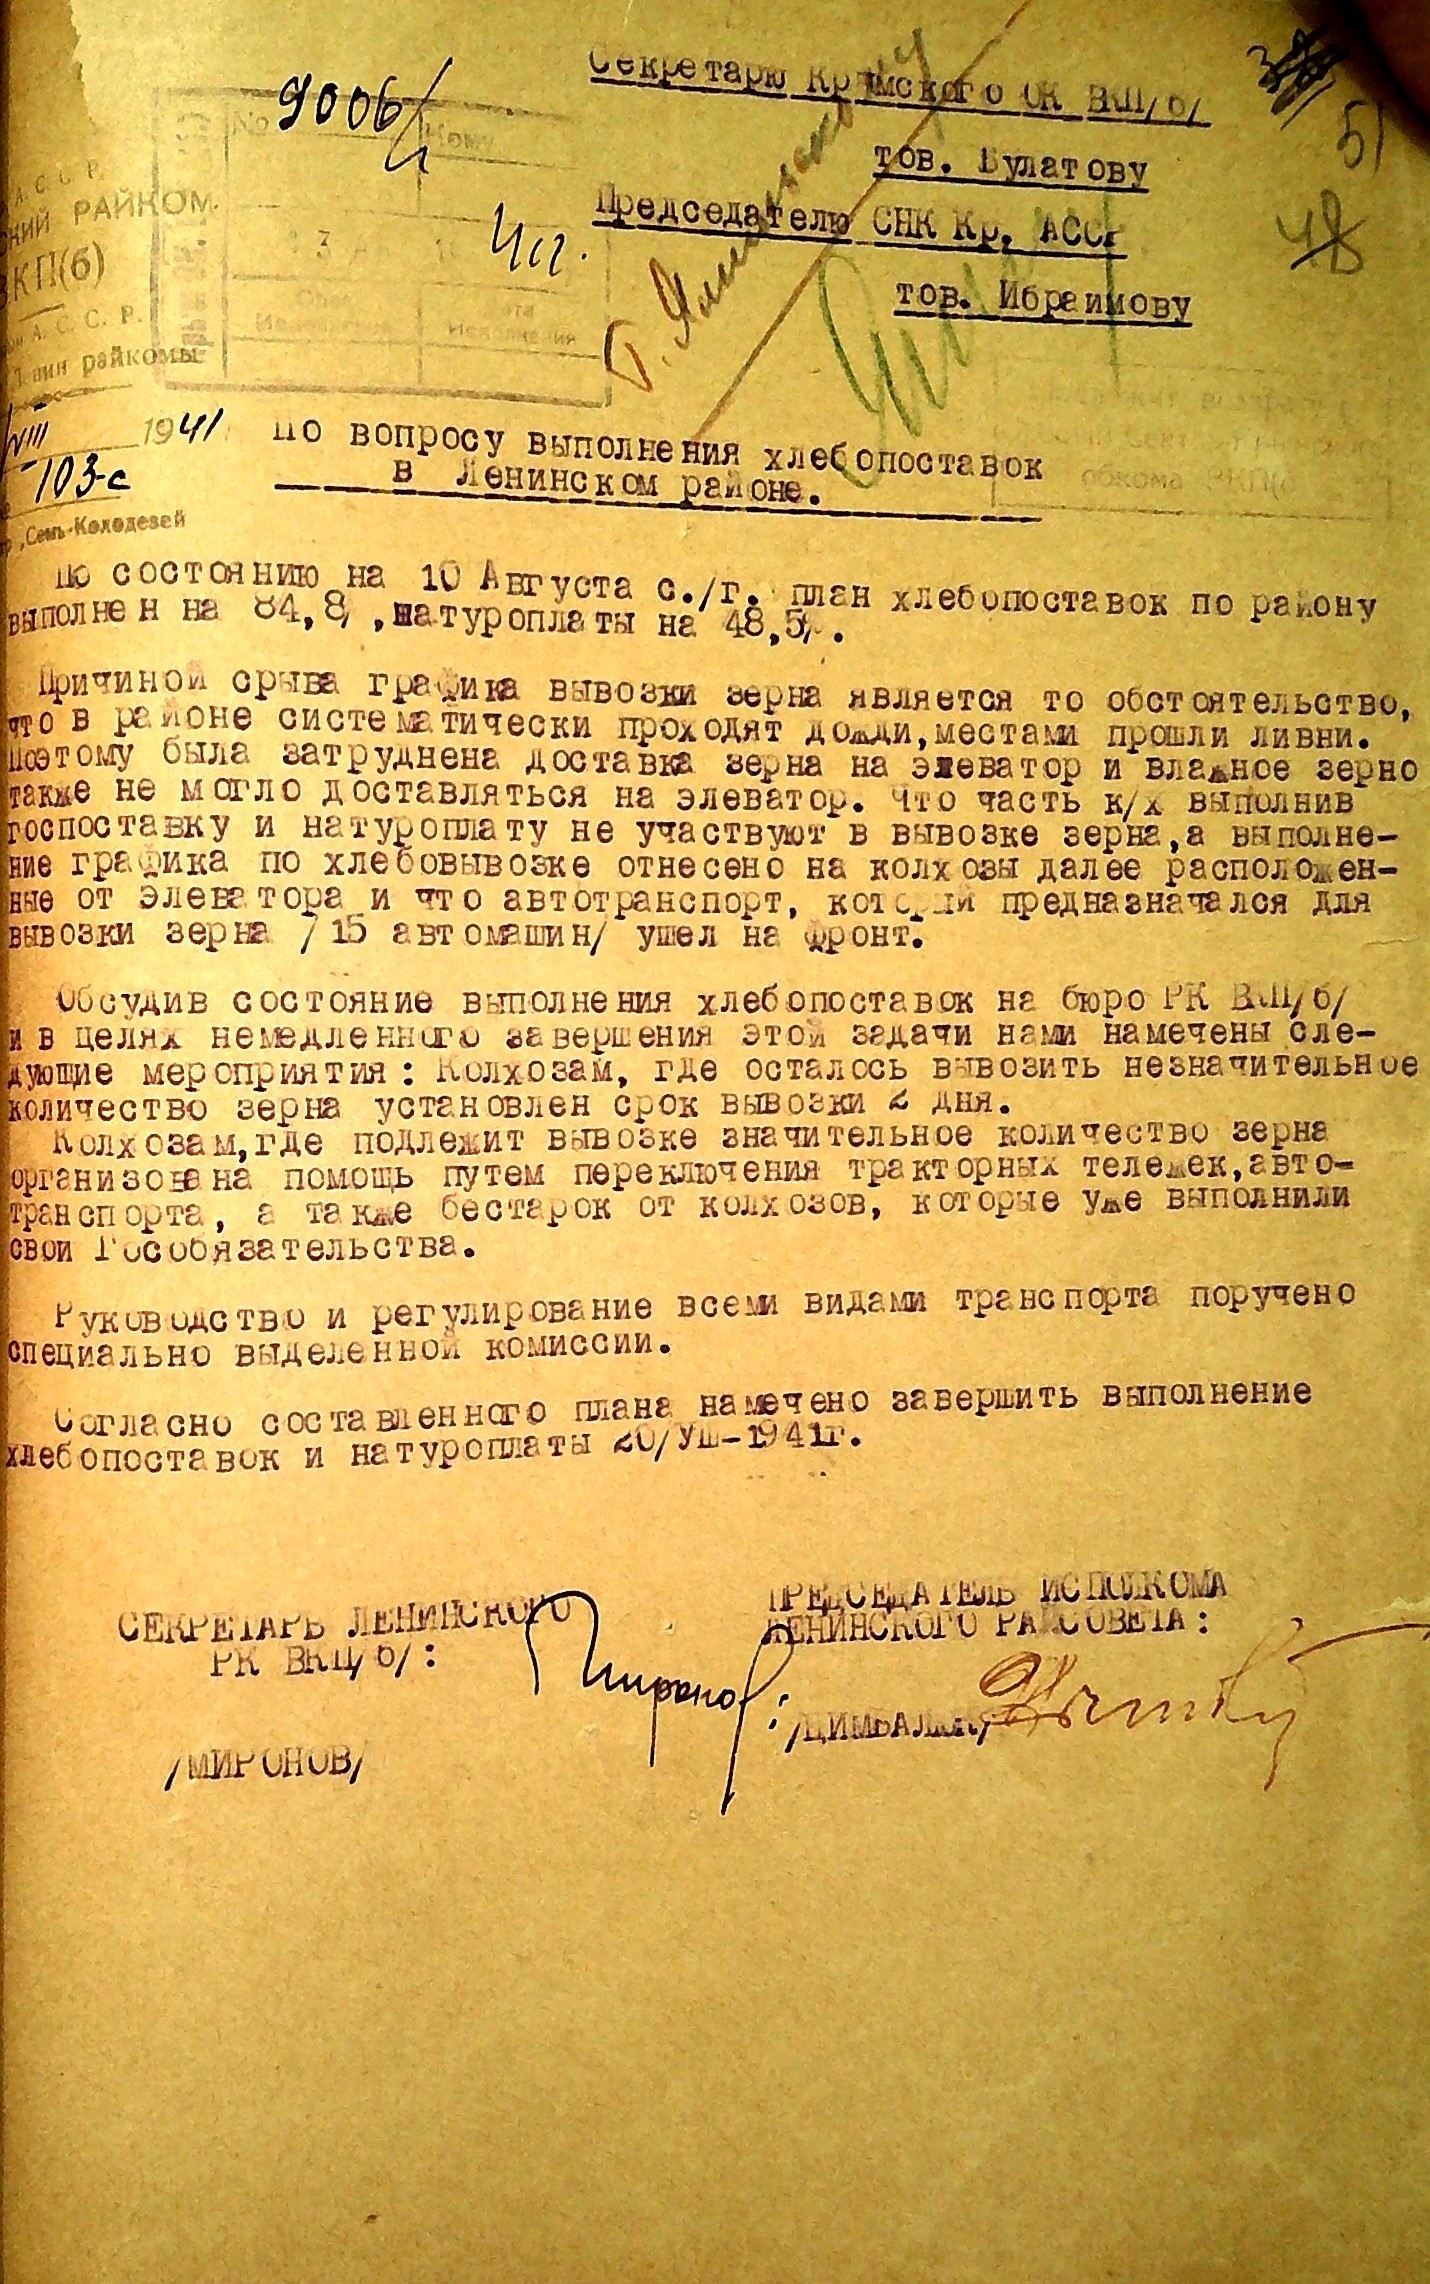 9006/
Секретарю Крымского ОК ВКП/б/
51
48
тов. Булатову
Председателю СНК Кр. АССР
тов. Ибраимову
А. С. С. Р.
РАЙКОМ
ВКП(б)
А. С. С. Р.
райкомы
VIII 1941
103-с
Семь-Колодезей
По вопросу выполнения хлебопоставок
в Ленинском районе.
По состоянию на 10 Августа с./г. план хлебопоставок по району
выполнен на 84,8% ,натуроплаты на 48,5%.
Причиной срыва графика вывозки зерна является то обстоятельство,
что в районе систематически проходят дожди,местами прошли ливни.
Поэтому была затруднена доставка зерна на элеватор и влажное зерно
также не могло доставляться на элеватор. Что часть к/х выполнив
госпоставку и натуроплату не участвуют в вывозке зерна,а выполне-
ние графика по хлебовывозке отнесено на колхозы далее расположен-
ные от элеватора и что автотранспорт, который предназначался для
вывозки зерна /15 автомашин/ ушел на фронт.
Обсудив состояние выполнения хлебопоставок на бюро РК ВКП/б/
и в целях немедленного завершения этой задачи нами намечены сле-
дующие мероприятия: Колхозам, где осталось вывозить незначительное
количество зерна установлен срок вывозки 2 дня.
Колхозам,где подлежит вывозке значительное количество зерна
организована помощь путем переключения тракторных тележек,авто-
транспорта, а также бестарок от колхозов, которые уже выполнили
свои Гособязательства.
Руководство и регулирование всеми видами транспорта поручено
специально выделенной комиссии.
Согласно составленного плана намечено завершить выполнение
хлебопоставок и натуроплаты 20/УШ-1941г.
СЕКРЕТАРЬ ЛЕНИНСКОГО
РК ВКП/б/:
/МИРОНОВ/
ПРЕДСЕДАТЕЛЬ ИСПОЛКОМА
ЛЕНИНСКОГО РАЙСОВЕТА:
/ЦИМБАЛЮК/